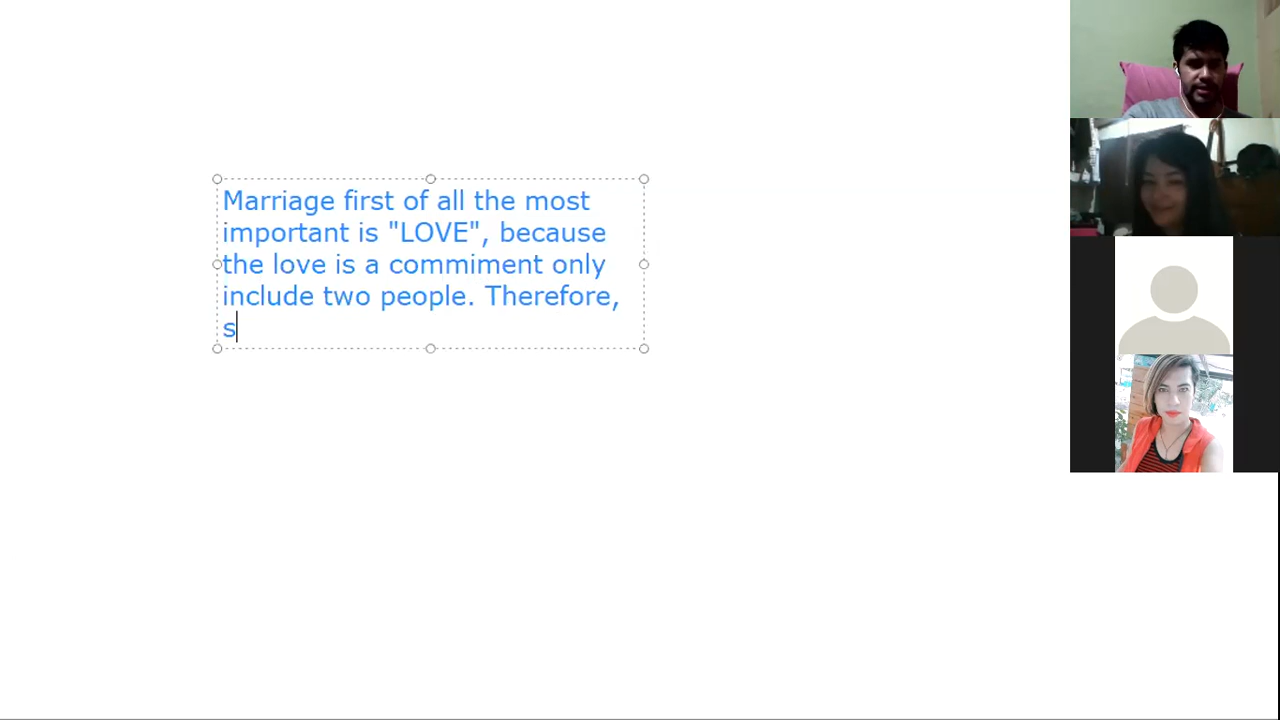 Marriage first of all the most
important is "LOVE", because
the love is a commiment only
include two people. Therefore,
s